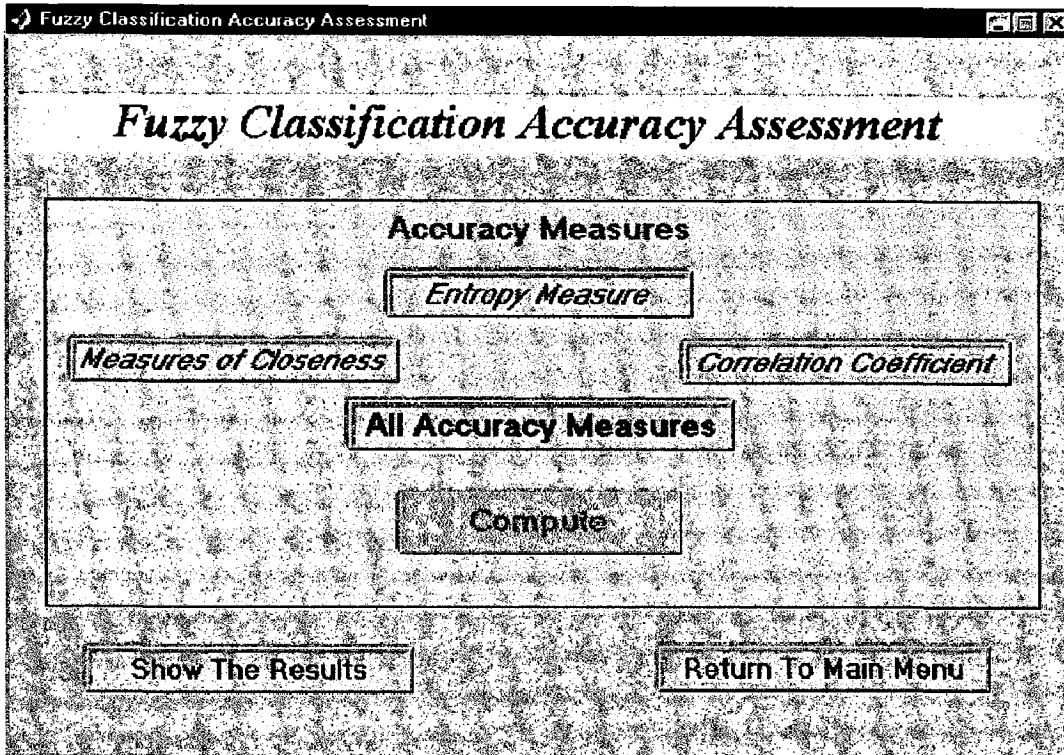 Fuzzy Classification Accuracy Assessment
Fuzzy Classification Accuracy Assessment
Accuracy Measures
Entropy Measure
Measures of Closeness
Correlation Coefficient
All Accuracy Measures
Compute
Show The Results
Return To Main Menu